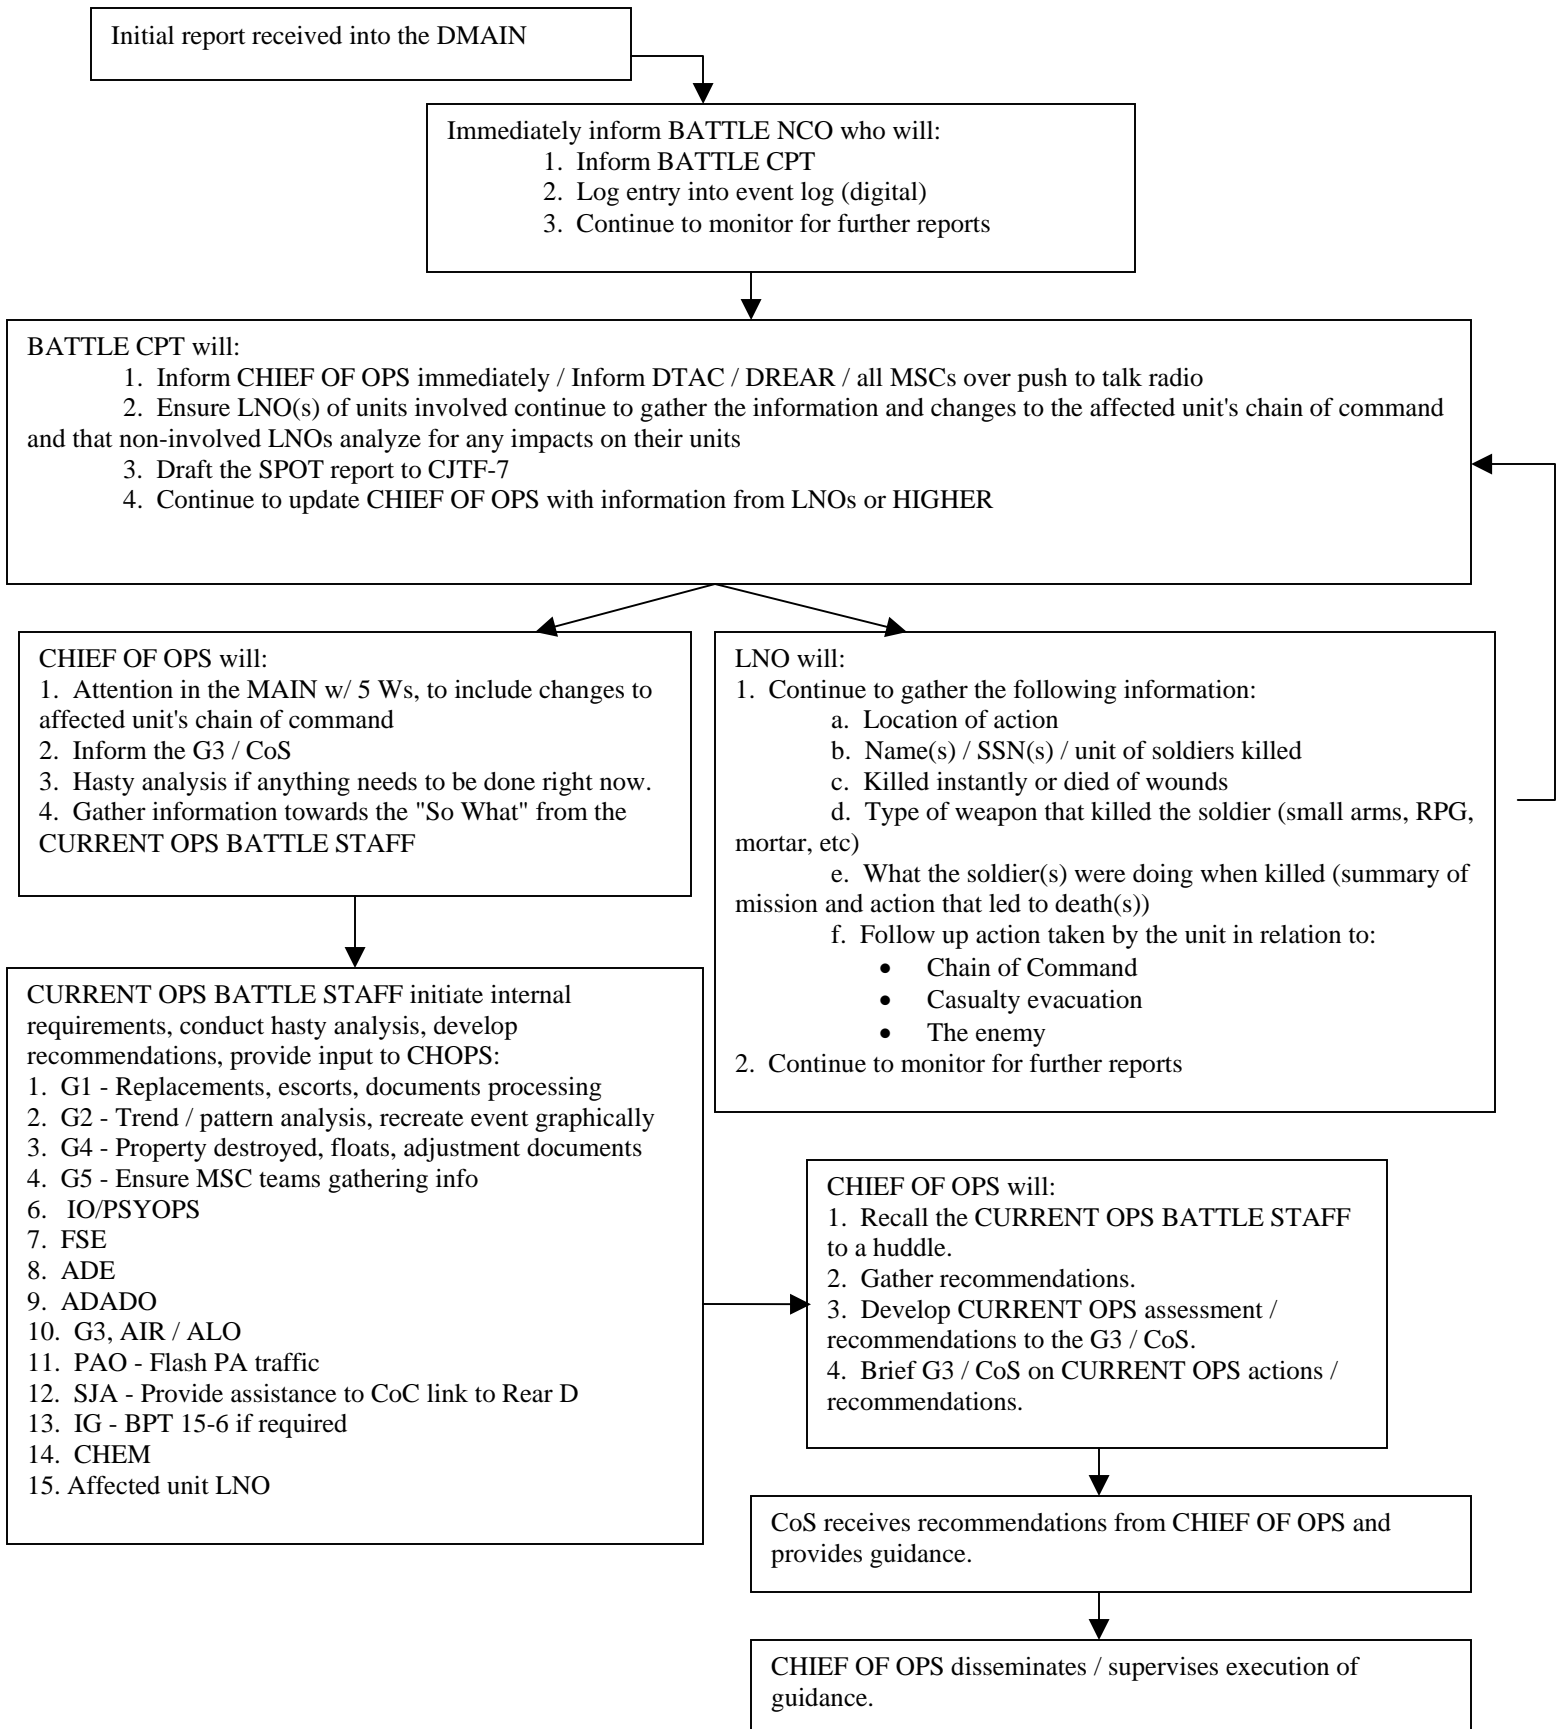 Initial report received into the DMAIN
Immediately inform BATTLE NCO who will:
1. Inform BATTLE CPT
2. Log entry into event log (digital)
3. Continue to monitor for further reports
BATTLE CPT will:
1. Inform CHIEF OF OPS immediately / Inform DTAC / DREAR / all MSCs over push to talk radio
2. Ensure LNO(s) of units involved continue to gather the information and changes to the affected unit's chain of command
and that non-involved LNOs analyze for any impacts on their units
3. Draft the SPOT report to CJTF-7
4. Continue to update CHIEF OF OPS with information from LNOs or HIGHER
CHIEF OF OPS will:
1. Attention in the MAIN w/ 5 Ws, to include changes to
affected unit's chain of command
2. Inform the G3 / CoS
3. Hasty analysis if anything needs to be done right now.
4. Gather information towards the "So What" from the
CURRENT OPS BATTLE STAFF
LNO will:
1. Continue to gather the following information:
a. Location of action
b. Name(s) / SSN(s) / unit of soldiers killed
c. Killed instantly or died of wounds
d. Type of weapon that killed the soldier (small arms, RPG,
mortar, etc)
e. What the soldier(s) were doing when killed (summary of
mission and action that led to death(s))
f. Follow up action taken by the unit in relation to:
• Chain of Command
• Casualty evacuation
• The enemy
2. Continue to monitor for further reports
CURRENT OPS BATTLE STAFF initiate internal
requirements, conduct hasty analysis, develop
recommendations, provide input to CHOPS:
1. G1 - Replacements, escorts, documents processing
2. G2 - Trend / pattern analysis, recreate event graphically
3. G4 - Property destroyed, floats, adjustment documents
4. G5 - Ensure MSC teams gathering info
6. IO/PSYOPS
7. FSE
8. ADE
9. ADADO
10. G3, AIR / ALO
11. PAO - Flash PA traffic
12. SJA - Provide assistance to CoC link to Rear D
13. IG - BPT 15-6 if required
14. CHEM
15. Affected unit LNO
CHIEF OF OPS will:
1. Recall the CURRENT OPS BATTLE STAFF
to a huddle.
2. Gather recommendations.
3. Develop CURRENT OPS assessment /
recommendations to the G3 / CoS.
4. Brief G3 / CoS on CURRENT OPS actions /
recommendations.
CoS receives recommendations from CHIEF OF OPS and
provides guidance.
CHIEF OF OPS disseminates / supervises execution of
guidance.